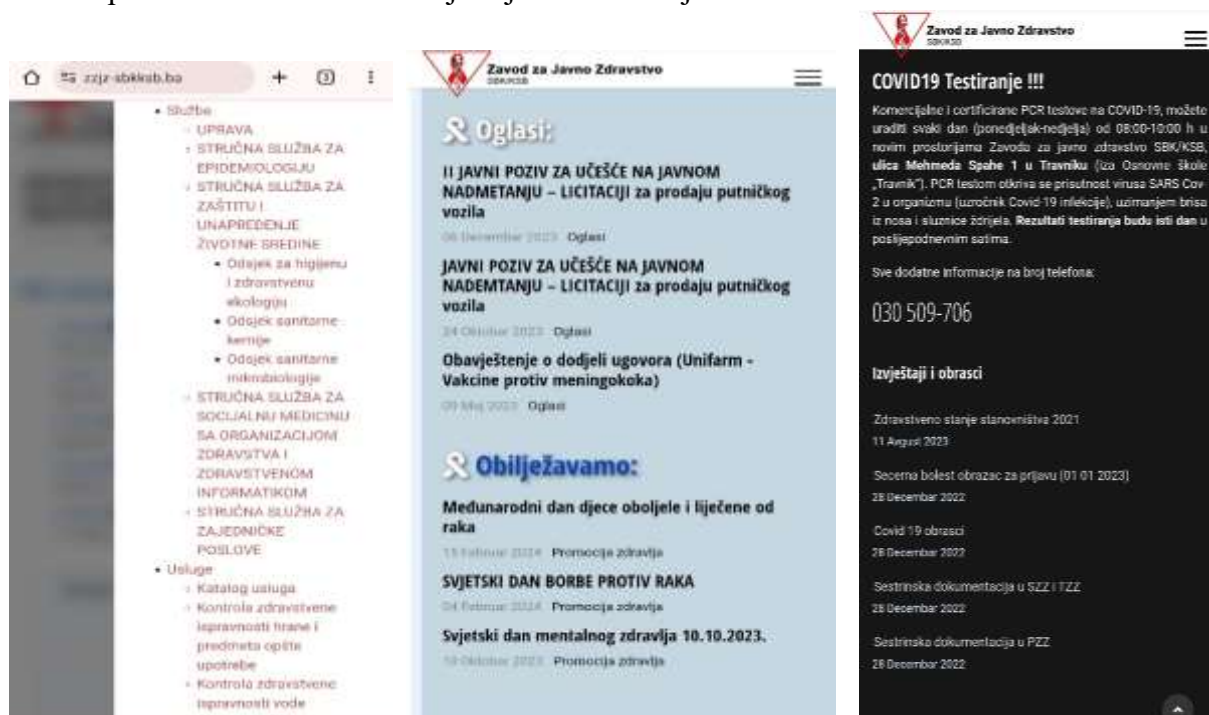 zzjz-sbkksb.ba
Službe
UPRAVA
STRUČNA SLUŽBA ZA
EPIDEMIOLOGIJU
STRUČNA SLUŽBA ZA
ZAŠTITU I
UNAPREĐENJE
ŽIVOTNE SREDINE
Odsjek za higijenu
i zdravstvenu
ekologiju
Odsjek sanitarne
kemije
Odsjek sanitarne
mikrobiologije
STRUČNA SLUŽBA ZA
SOCIJALNU MEDICINU
SA ORGANIZACIJOM
ZDRAVSTVA I
ZDRAVSTVENOM
INFORMATIKOM
STRUČNA SLUŽBA ZA
ZAJEDNIČKE
POSLOVE
Usluge
Katalog usluga
Kontrola zdravstvene
ispravnosti hrane i
predmeta opšte
upotrebe
Kontrola zdravstvene
ispravnosti vode
Zavod za Javno Zdravstvo
SBK/KSB
Oglasi:
II JAVNI POZIV ZA UČEŠĆE NA JAVNOM
NADMETANJU – LICITACIJI za prodaju putničkog
vozila
06 Decembar 2023 Oglasi
JAVNI POZIV ZA UČEŠĆE NA JAVNOM
NADEMTANJU – LICITACIJI za prodaju putničkog
vozila
24 Oktobar 2023 Oglasi
Obavještenje o dodjeli ugovora (Unifarm -
Vakcine protiv meningokoka)
09 Maj 2023 Oglasi
Obilježavamo:
Međunarodni dan djece oboljele i liječene od
raka
15 Februar 2024 Promocija zdravlja
SVJETSKI DAN BORBE PROTIV RAKA
04 Februar 2024 Promocija zdravlja
Svjetski dan mentalnog zdravlja 10.10.2023.
Oktobar 2023 Promocija zdravlja
Zavod za Javno Zdravstvo
SBK/KSB
COVID19 Testiranje !!!
Komercijalne i certificirane PCR testove na COVID-19, možete
uraditi svaki dan (ponedjeljak-nedjelja) od 08:00-10:00 h u
novim prostorijama Zavoda za javno zdravstvo SBK/KSB,
ulica Mehmeda Spahe 1 u Travniku (iza Osnovne škole
„Travnik"). PCR testom otkriva se prisutnost virusa SARS Cov-
2 u organizmu (uzročnik Covid-19 infekcije), uzimanjem brisa
iz nosa i sluznice ždrijela. Rezultati testiranja budu isti dan u
poslijepodnevnim satima.
Sve dodatne informacije na broj telefona:
030 509-706
Izvještaji i obrasci
Zdravstveno stanje stanovništva 2021
11 Avgust 2023
Secerna bolest obrazac za prijavu (01 01 2023)
28 Decembar 2022
Covid 19 obrasci
28 Decembar 2022
Sestrinska dokumentacija u SZZ i TZZ
28 Decembar 2022
Sestrinska dokumentacija u PZZ
28 Decembar 2022